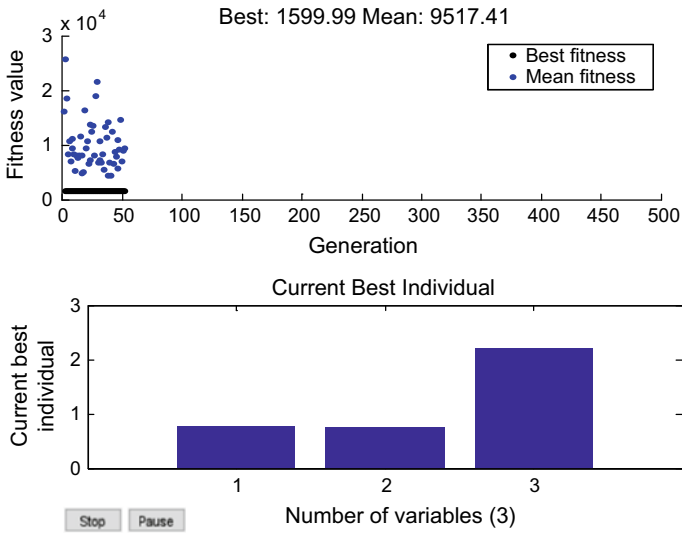 Best: 1599.99 Mean: 9517.41
x 10^4
3
2
1
0
Fitness value
Best fitness
Mean fitness
0 50 100 150 200 250 300 350 400 450 500
Generation
Current Best Individual
3
2
1
0
Current best
individual
1 2 3
Number of variables (3)
Stop Pause